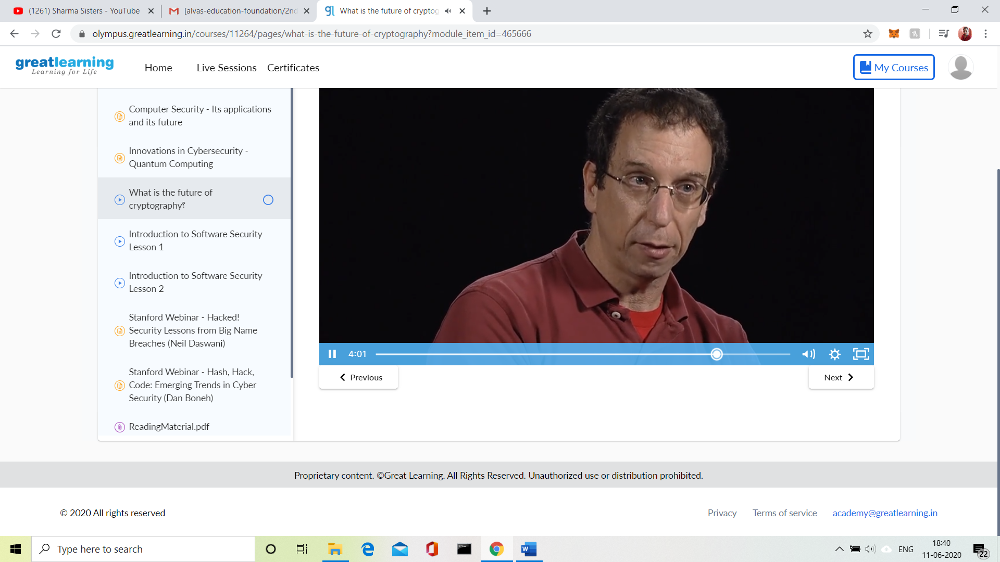 (1261) Sharma Sisters - YouTube
[alvas-education-foundation/2nd
What is the future of cryptog
olympus.greatlearning.in/courses/11264/pages/what-is-the-future-of-cryptography?module_item_id=465666
greatlearning
Learning for Life
Home
Live Sessions
Certificates
My Courses
Computer Security - Its applications
and its future
Innovations in Cybersecurity -
Quantum Computing
What is the future of
cryptography?
Introduction to Software Security
Lesson 1
Introduction to Software Security
Lesson 2
Stanford Webinar - Hacked!
Security Lessons from Big Name
Breaches (Neil Daswani)
Stanford Webinar - Hash, Hack,
Code: Emerging Trends in Cyber
Security (Dan Boneh)
ReadingMaterial.pdf
4:01
Previous
Next
Proprietary content. ©Great Learning. All Rights Reserved. Unauthorized use or distribution prohibited.
© 2020 All rights reserved
Privacy
Terms of service
academy@greatlearning.in
Type here to search
ENG
18:40
11-06-2020
22